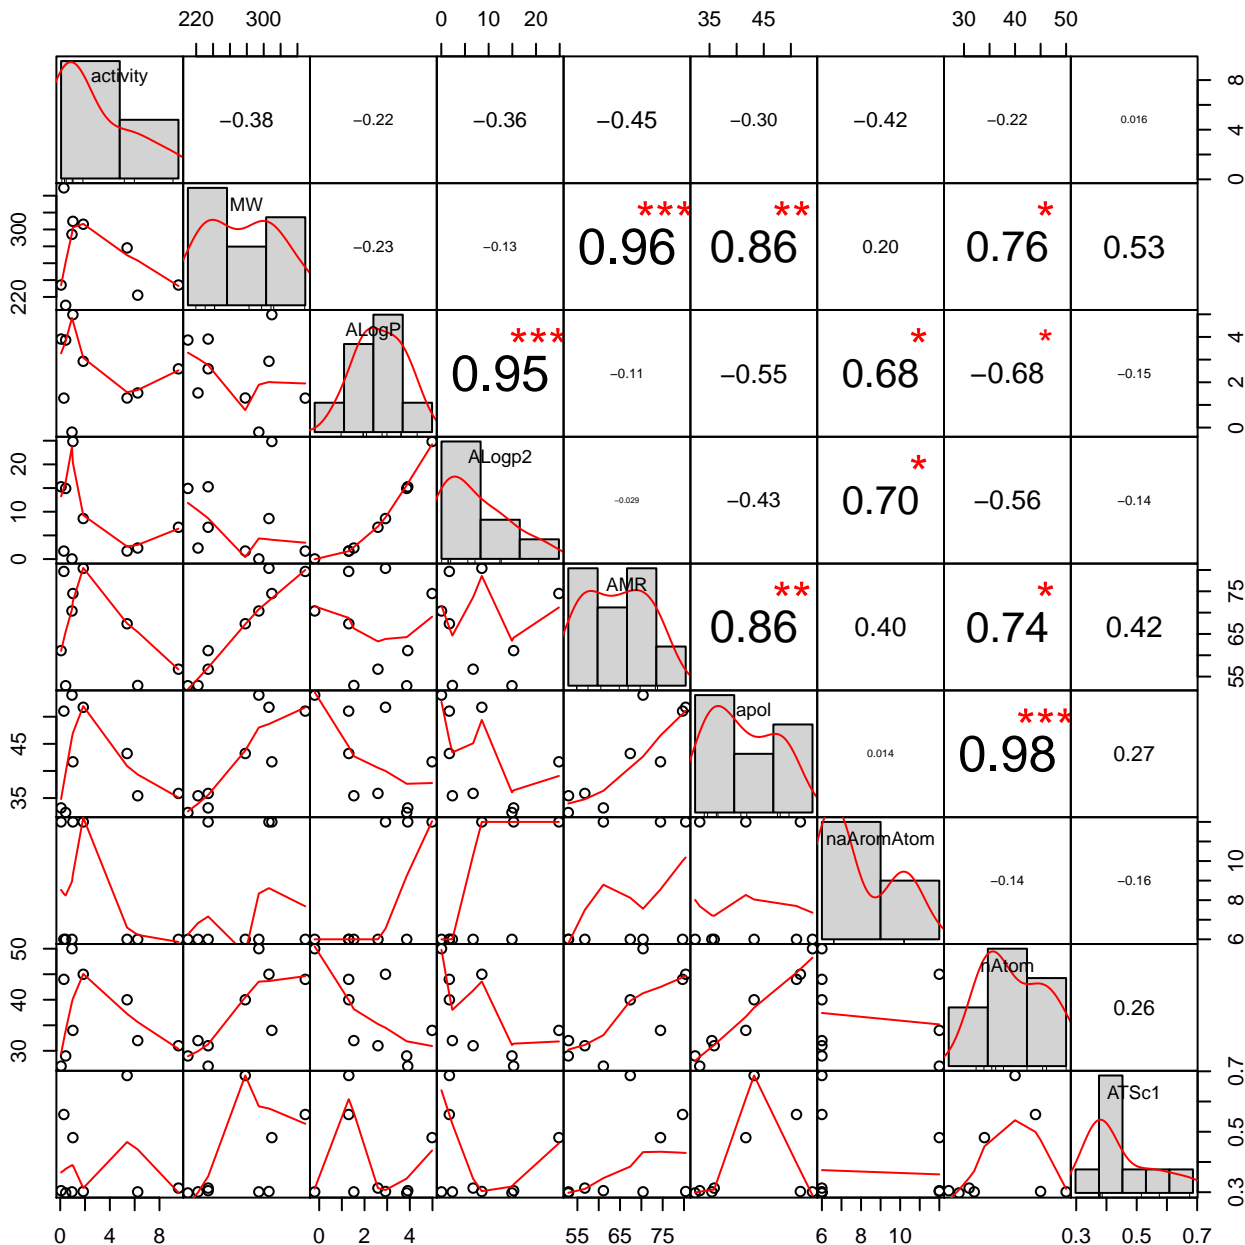 220 300 0 10 20 35 45 30 40 50
activity −0.38 −0.22 −0.36 −0.45 −0.30 −0.42 −0.22 0.016 0 4 8
220 300 MW −0.23 −0.13 0.96 *** 0.86 ** 0.20 0.76 * 0.53
ALogP 0.95 *** −0.11 −0.55 0.68 * −0.68 * −0.15 0 2 4
0 10 20 ALogp2 −0.029 −0.43 0.70 * −0.56 −0.14
AMR 0.86 ** 0.40 0.74 * 0.42 55 65 75
35 45 apol 0.014 0.98 *** 0.27
naAromAtom −0.14 −0.16 6 8 10
30 40 50 nAtom 0.26
ATSc1 0.3 0.5 0.7
0 4 8 0 2 4 55 65 75 6 8 10 0.3 0.5 0.7